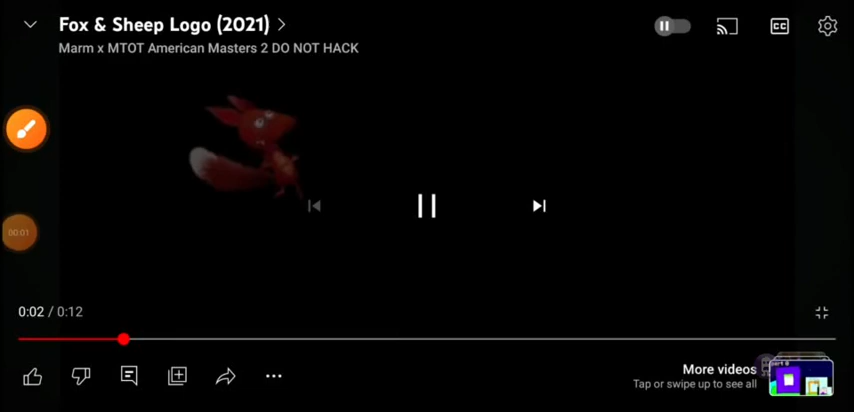 Fox & Sheep Logo (2021)
Marm x MTOT American Masters 2 DO NOT HACK
CC
00:01
0:02 / 0:12
More videos
Tap or swipe up to see all